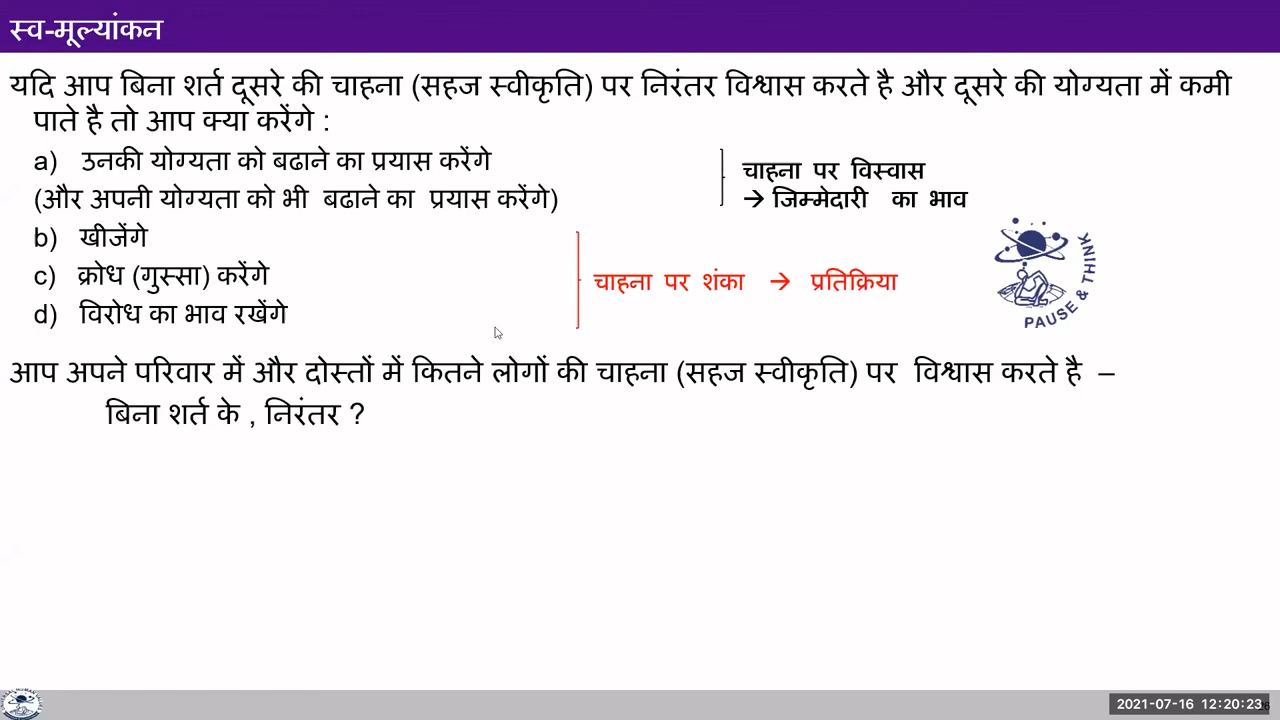 स्व-मूल्यांकन
यदि आप बिना शर्त दूसरे की चाहना (सहज स्वीकृति) पर निरंतर विश्वास करते है और दूसरे की योग्यता में कमी
पाते है तो आप क्या करेंगे :
a) उनकी योग्यता को बढाने का प्रयास करेंगे
(और अपनी योग्यता को भी बढाने का प्रयास करेंगे)
चाहना पर विस्वास
→ जिम्मेदारी का भाव
b) खीजेंगे
c) क्रोध (गुस्सा) करेंगे
d) विरोध का भाव रखेंगे
चाहना पर शंका → प्रतिक्रिया
PAUSE & THINK
आप अपने परिवार में और दोस्तों में कितने लोगों की चाहना (सहज स्वीकृति) पर विश्वास करते है –
बिना शर्त के , निरंतर ?
2021-07-16 12:20:23